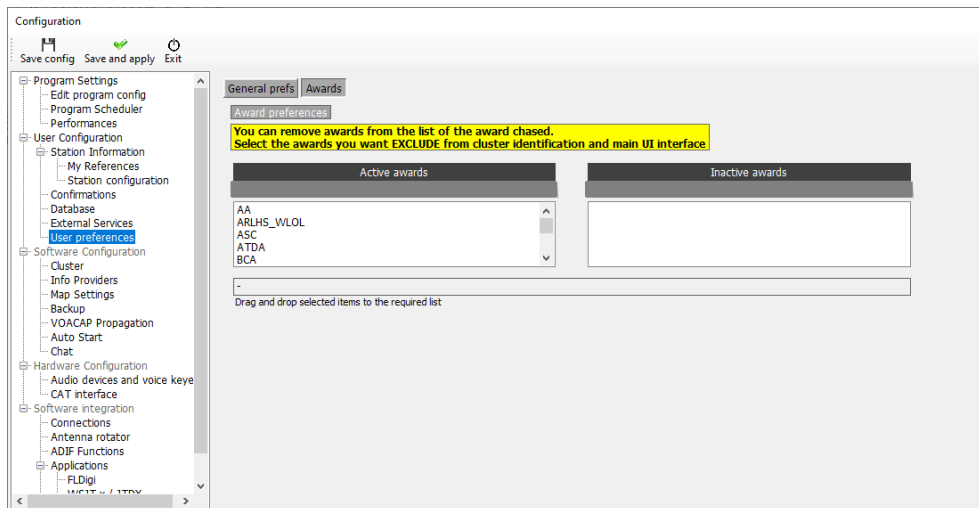 Configuration
Save config Save and apply Exit
Program Settings
Edit program config
Program Scheduler
Performances
User Configuration
Station Information
My References
Station configuration
Confirmations
Database
External Services
User preferences
Software Configuration
Cluster
Info Providers
Map Settings
Backup
VOACAP Propagation
Auto Start
Chat
Hardware Configuration
Audio devices and voice keye
CAT interface
Software integration
Connections
Antenna rotator
ADIF Functions
Applications
FLDigi
General prefs Awards
Award preferences
You can remove awards from the list of the award chased.
Select the awards you want EXCLUDE from cluster identification and main UI interface
Active awards
AA
ARLHS_WLOL
ASC
ATDA
BCA
Inactive awards
-
Drag and drop selected items to the required list